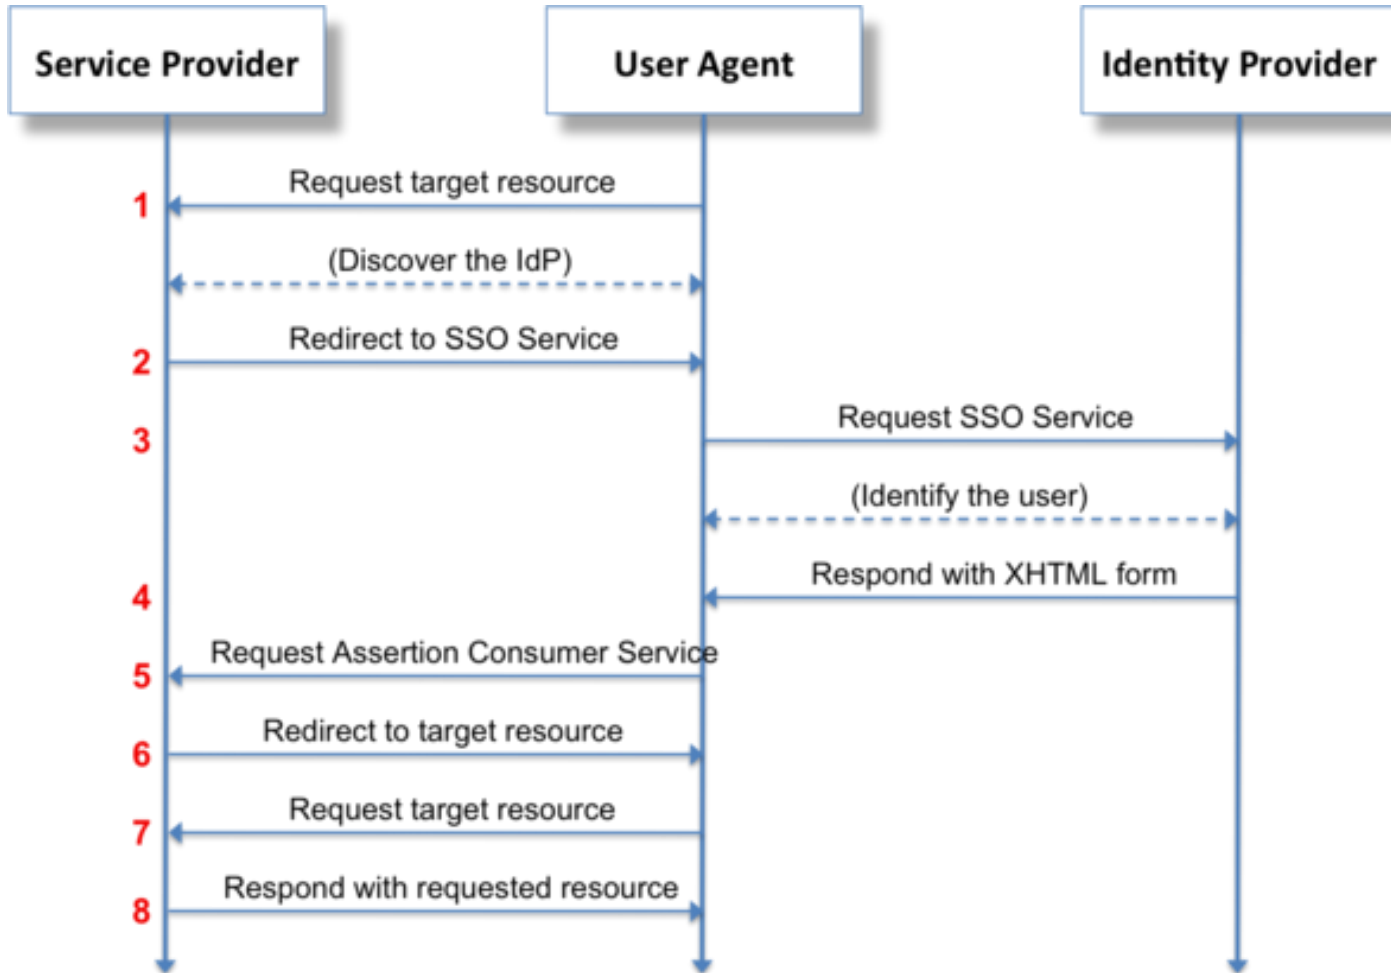 Service Provider
User Agent
Identity Provider
Request target resource
1
(Discover the IdP)
Redirect to SSO Service
2
Request SSO Service
3
(Identify the user)
Respond with XHTML form
4
Request Assertion Consumer Service
5
Redirect to target resource
6
Request target resource
7
Respond with requested resource
8